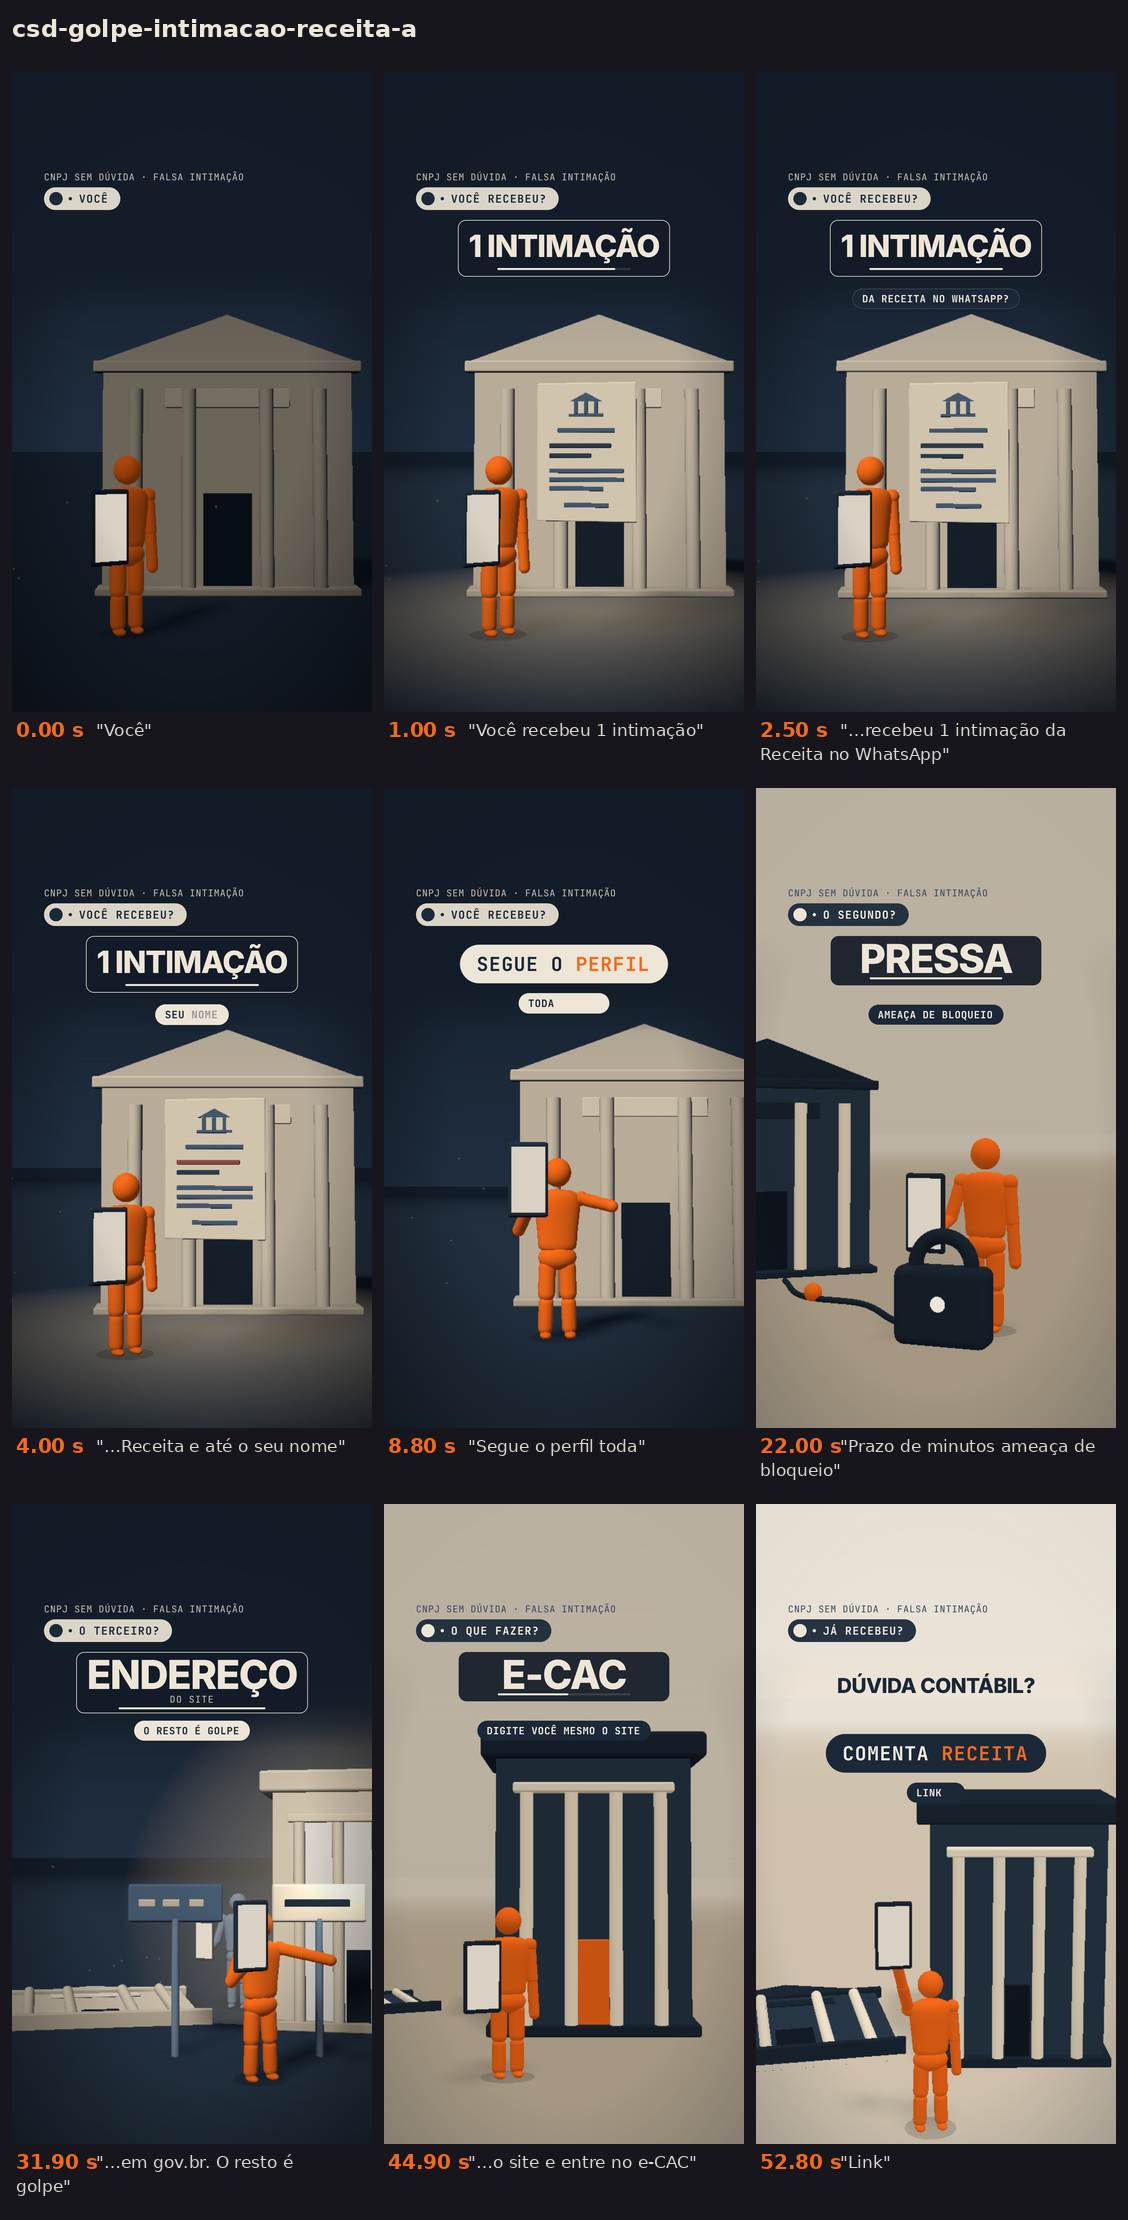 csd-golpe-intimacao-receita-a
CNPJ SEM DÚVIDA · FALSA INTIMAÇÃO
• VOCÊ
0.00 s "Você"
CNPJ SEM DÚVIDA · FALSA INTIMAÇÃO
• VOCÊ RECEBEU?
1 INTIMAÇÃO
1.00 s "Você recebeu 1 intimação"
CNPJ SEM DÚVIDA · FALSA INTIMAÇÃO
• VOCÊ RECEBEU?
1 INTIMAÇÃO
DA RECEITA NO WHATSAPP?
2.50 s "...recebeu 1 intimação da
Receita no WhatsApp"
CNPJ SEM DÚVIDA · FALSA INTIMAÇÃO
• VOCÊ RECEBEU?
1 INTIMAÇÃO
SEU NOME
4.00 s "...Receita e até o seu nome"
CNPJ SEM DÚVIDA · FALSA INTIMAÇÃO
• VOCÊ RECEBEU?
SEGUE O PERFIL
TODA
8.80 s "Segue o perfil toda"
CNPJ SEM DÚVIDA · FALSA INTIMAÇÃO
• O SEGUNDO?
PRESSA
AMEAÇA DE BLOQUEIO
22.00 s "Prazo de minutos ameaça de
bloqueio"
CNPJ SEM DÚVIDA · FALSA INTIMAÇÃO
• O TERCEIRO?
ENDEREÇO
DO SITE
O RESTO É GOLPE
31.90 s "...em gov.br. O resto é
golpe"
CNPJ SEM DÚVIDA · FALSA INTIMAÇÃO
• O QUE FAZER?
E-CAC
DIGITE VOCÊ MESMO O SITE
44.90 s "...o site e entre no e-CAC"
CNPJ SEM DÚVIDA · FALSA INTIMAÇÃO
• JÁ RECEBEU?
DÚVIDA CONTÁBIL?
COMENTA RECEITA
LINK
52.80 s "Link"